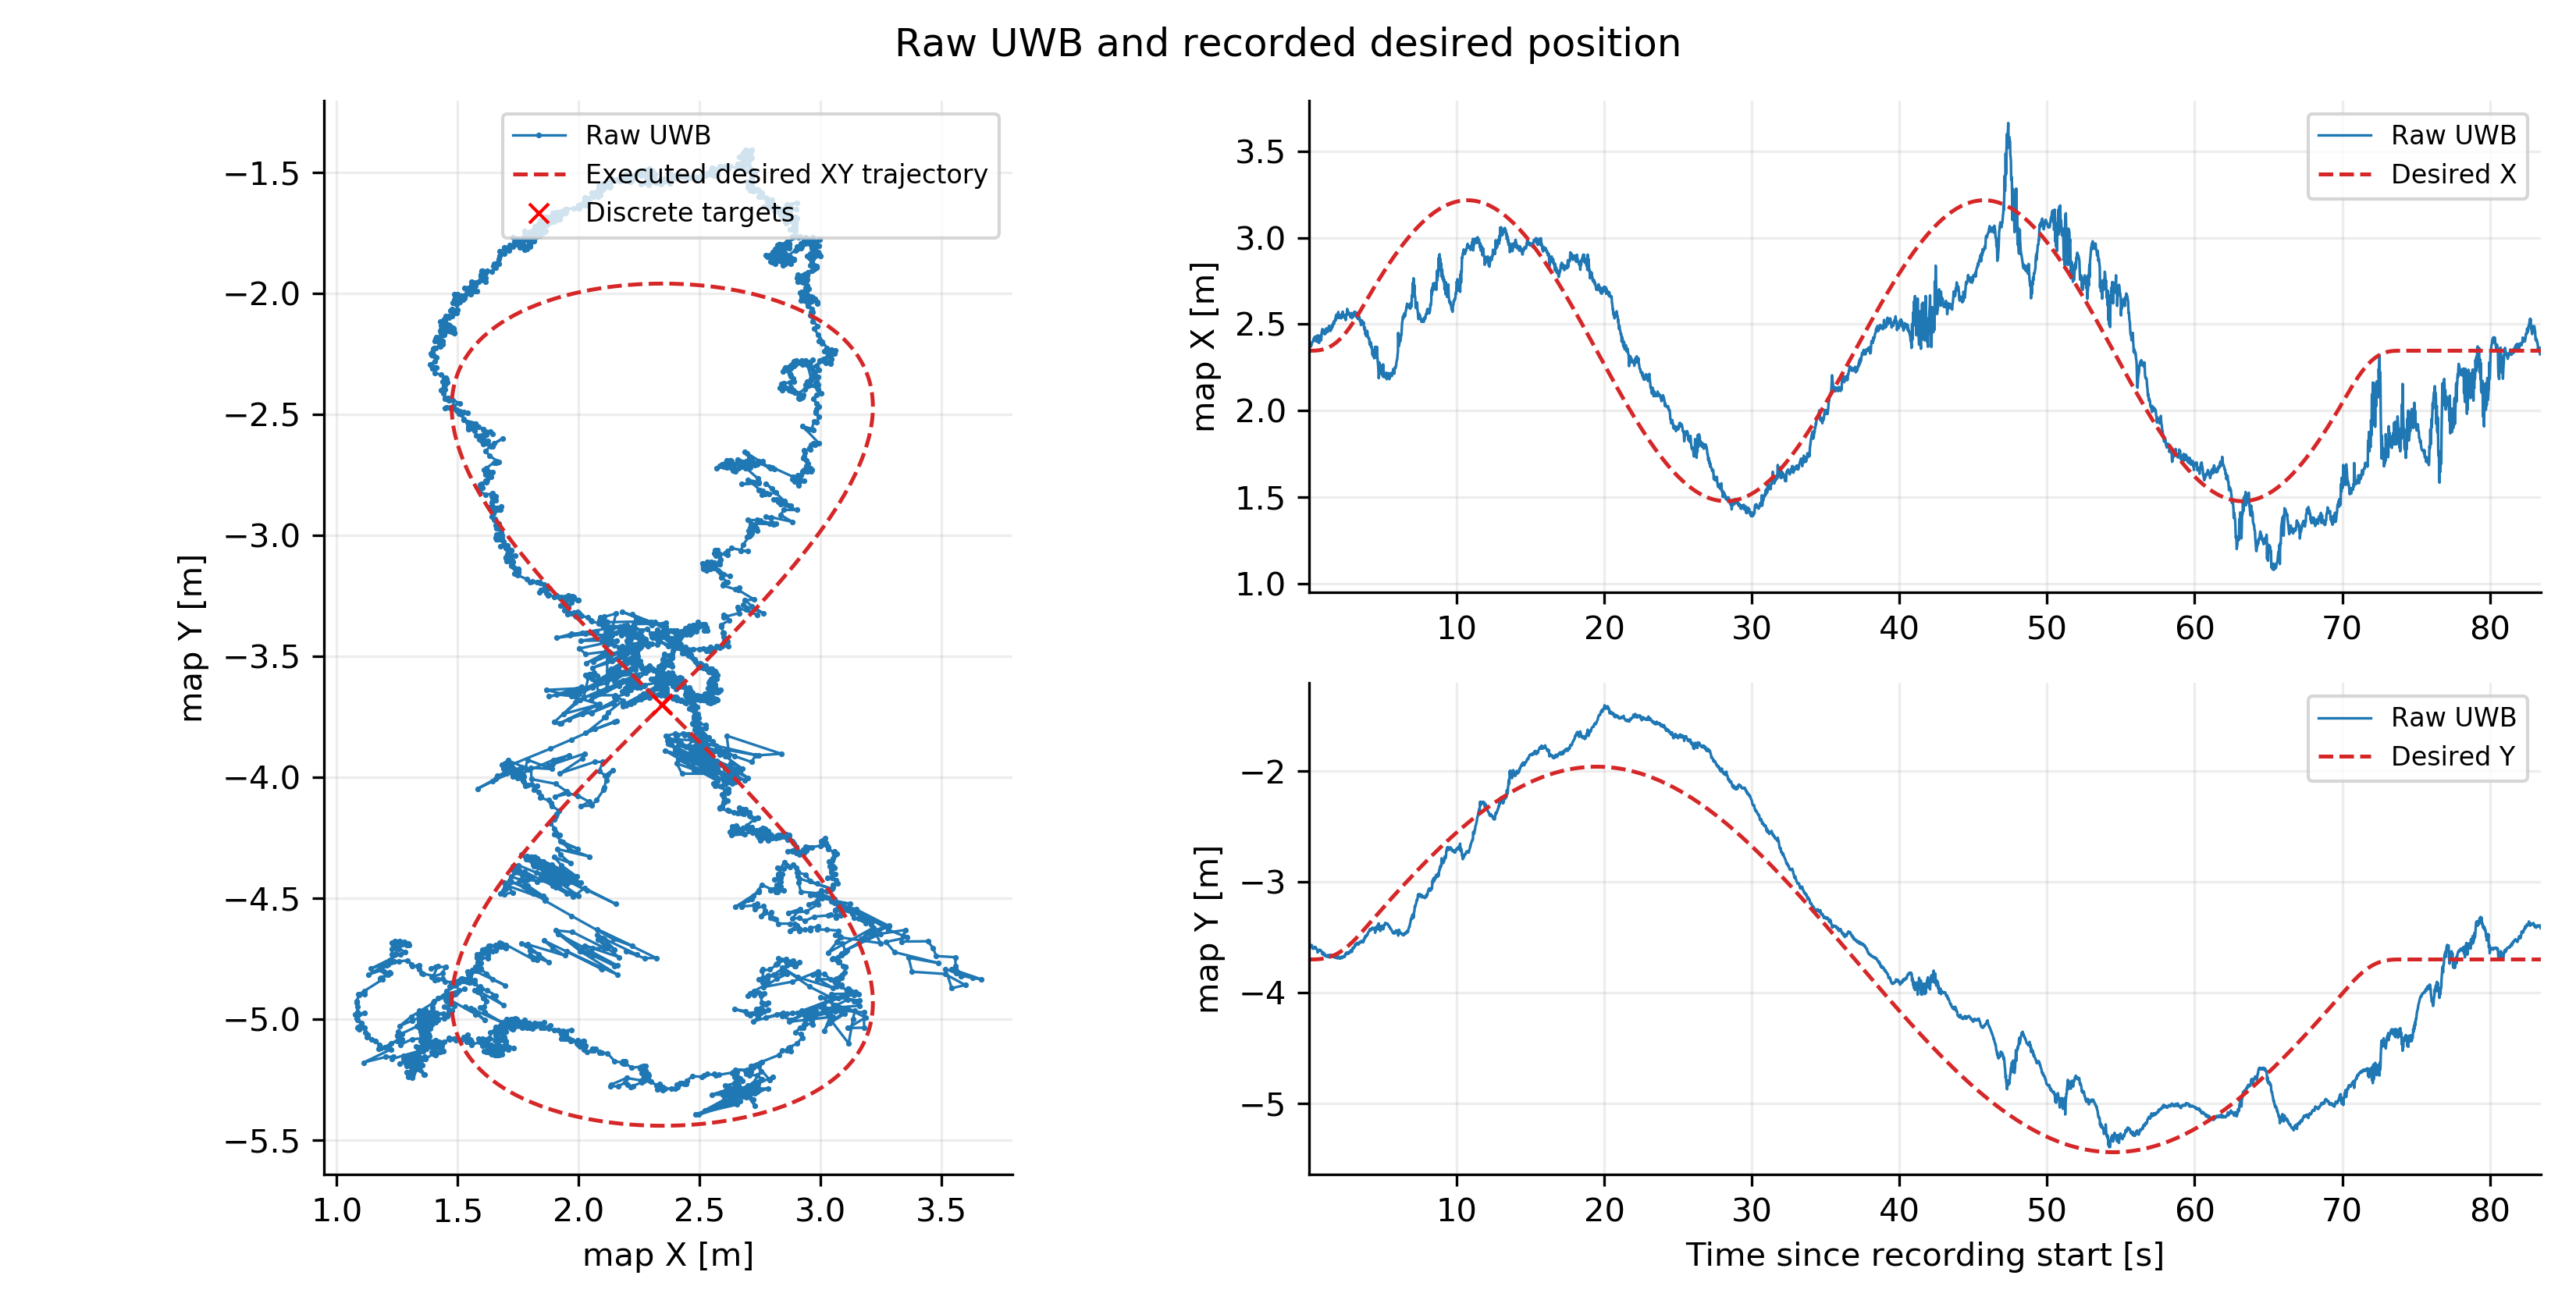 Raw UWB and recorded desired position
Raw UWB
Executed desired XY trajectory
Discrete targets
−1.5
−2.0
−2.5
−3.0
−3.5
−4.0
−4.5
−5.0
−5.5
map Y [m]
1.0 1.5 2.0 2.5 3.0 3.5
map X [m]
Raw UWB
Desired X
3.5
3.0
2.5
2.0
1.5
1.0
map X [m]
10 20 30 40 50 60 70 80
Raw UWB
Desired Y
−2
−3
−4
−5
map Y [m]
10 20 30 40 50 60 70 80
Time since recording start [s]